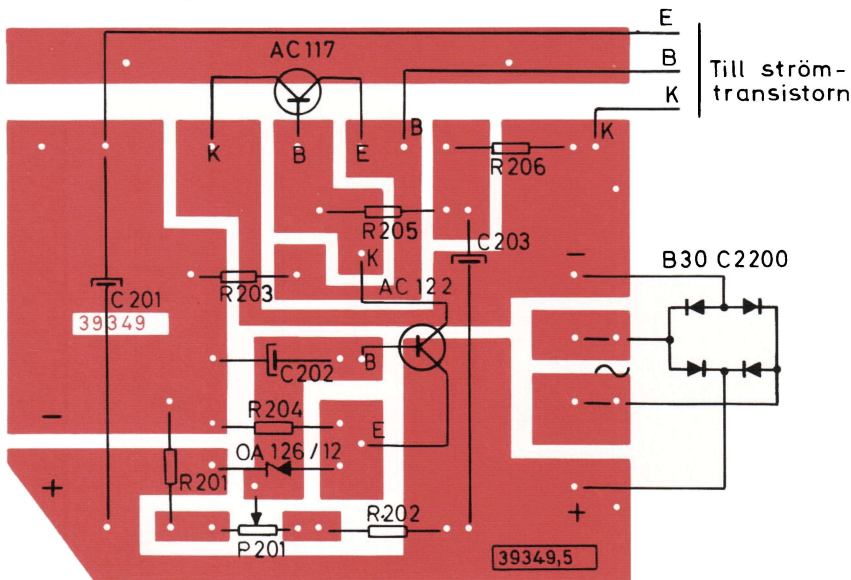 E
AC117
B
Till ström-
transistorn
K
B
K
B
E
K
R206
R205
C203
K
B30 C2200
R203
AC122
C201
39349
B
C202
R204
E
OA 126/12
R201
R.202
P201
39349,5